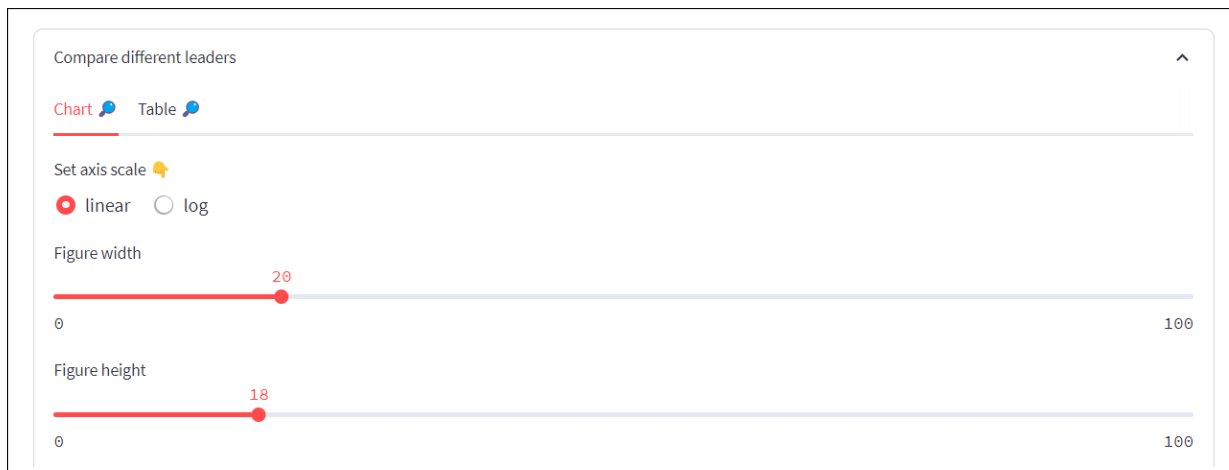 Compare different leaders
Chart 🔎 Table 🔎
Set axis scale 👇
linear log
Figure width
20
0 100
Figure height
18
0 100